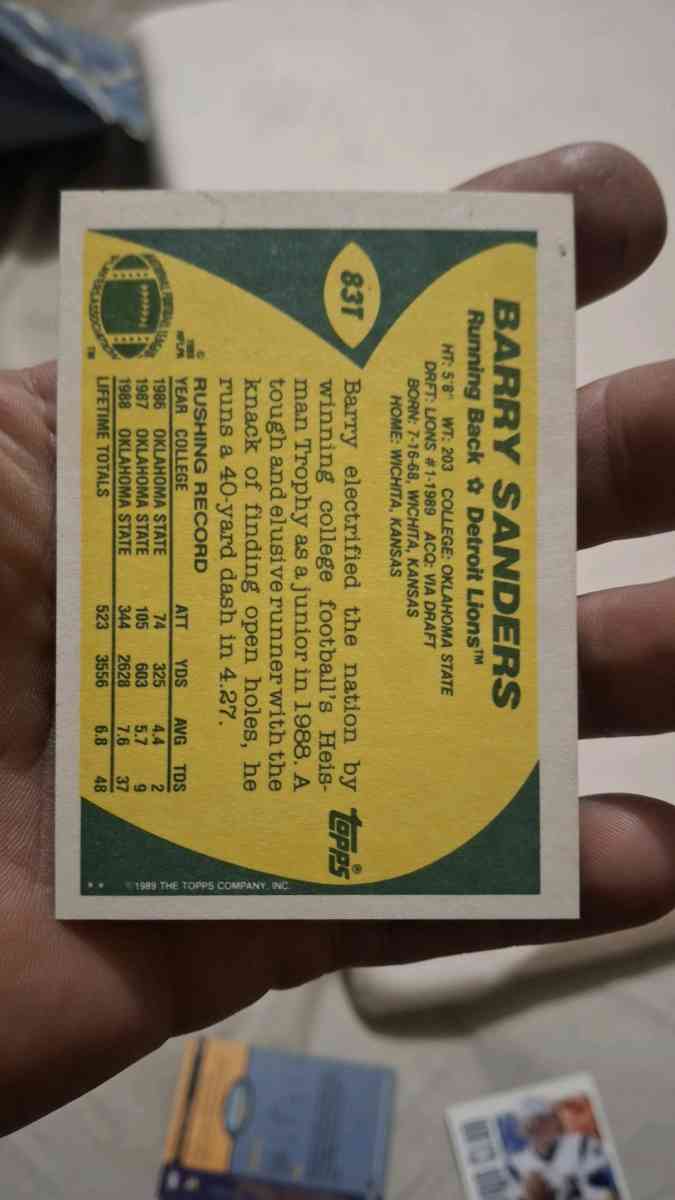 BARRY SANDERS
Running Back ✩ Detroit Lions™
HT: 5'8" WT: 203 COLLEGE: OKLAHOMA STATE
DRFT: LIONS #1-1989 ACQ: VIA DRAFT
BORN: 7-16-68, WICHITA, KANSAS
HOME: WICHITA, KANSAS
83T
Barry electrified the nation by
winning college football's Heis-
man Trophy as a junior in 1988. A
tough and elusive runner with the
knack of finding open holes, he
runs a 40-yard dash in 4.27.
topps®
RUSHING RECORD
YEAR COLLEGE ATT YDS AVG TDS
1986 OKLAHOMA STATE 74 325 4.4 2
1987 OKLAHOMA STATE 105 603 5.7 9
1988 OKLAHOMA STATE 344 2628 7.6 37
LIFETIME TOTALS 523 3556 6.8 48
©
1989
NFLPA
™
** ©1989 THE TOPPS COMPANY, INC.